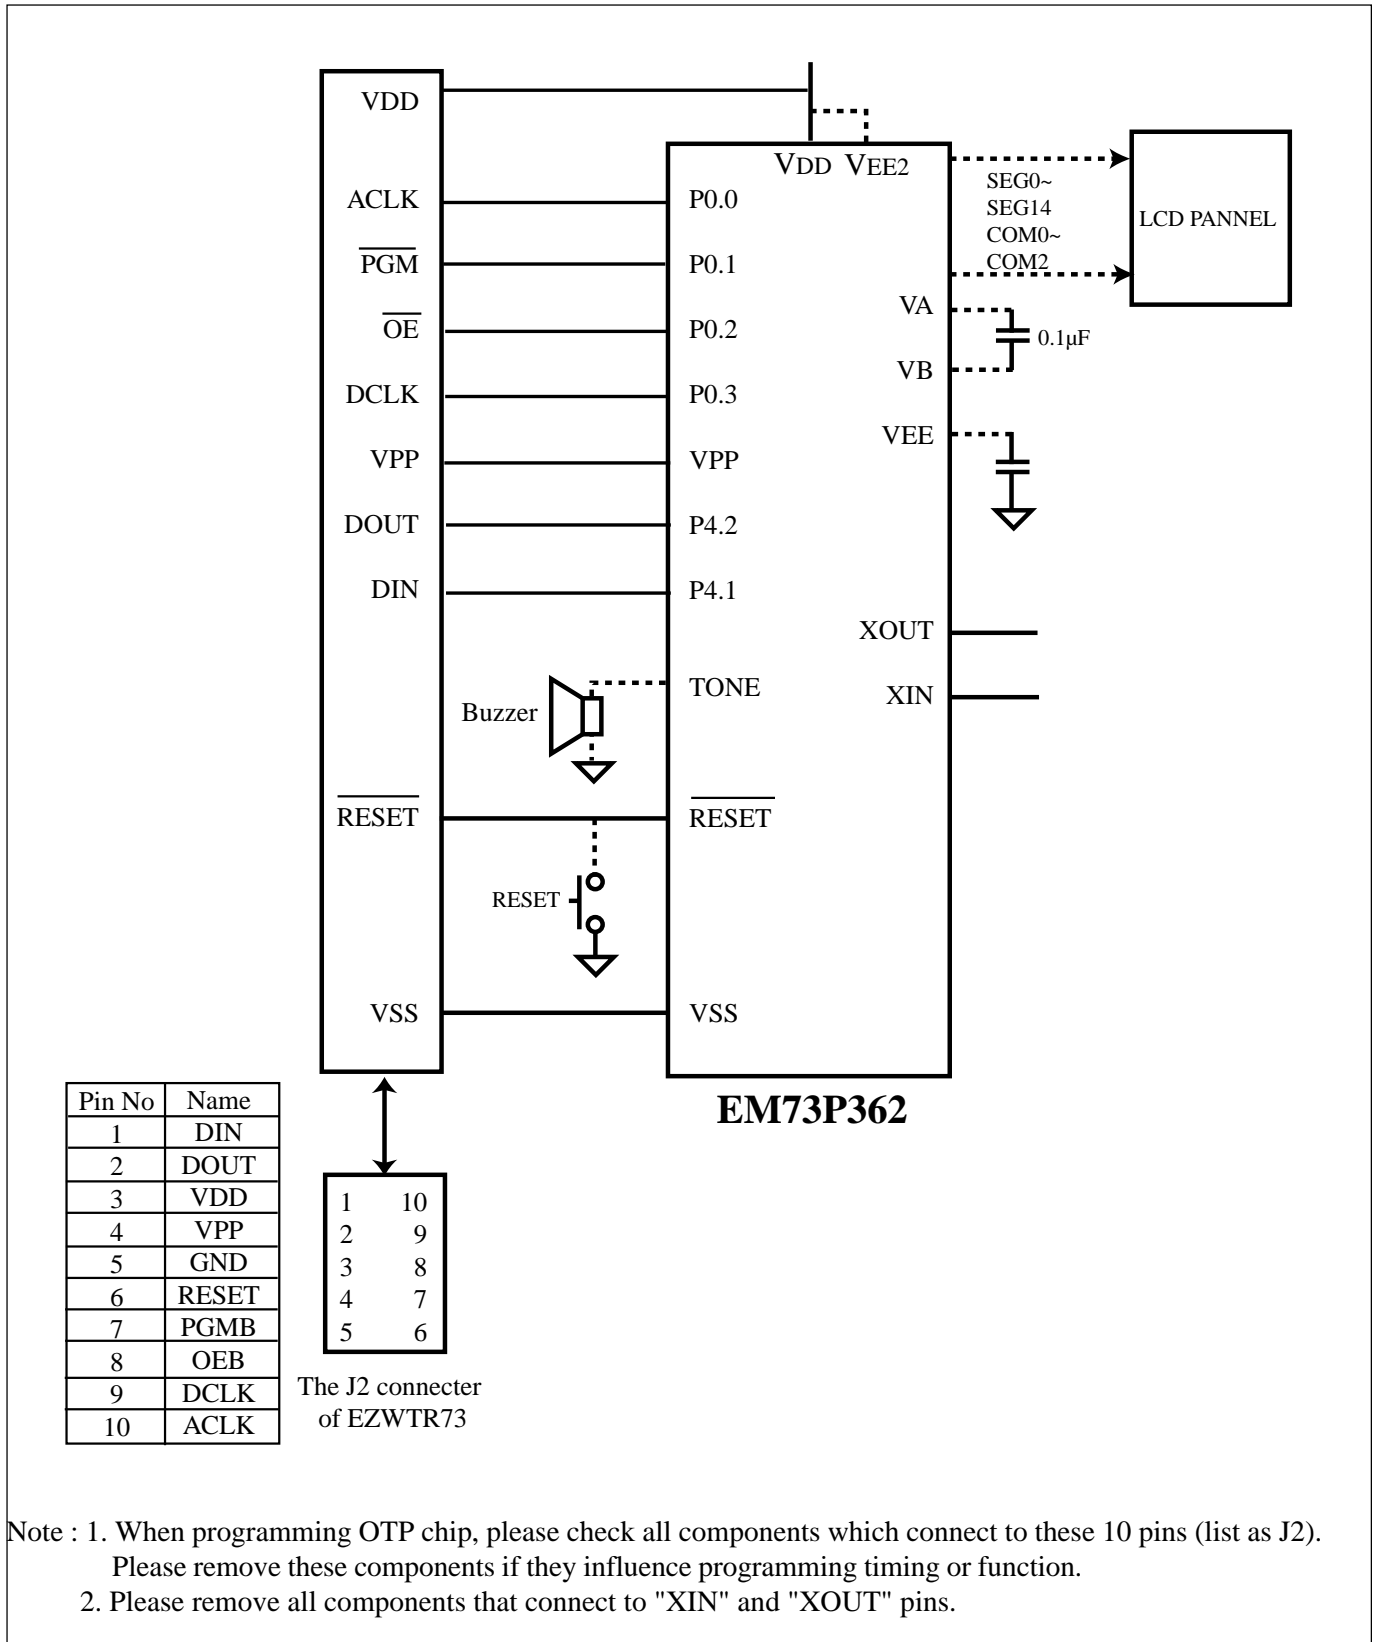 VDD
ACLK
PGM
OE
DCLK
VPP
DOUT
DIN
RESET
VSS
VDD VEE2
P0.0
P0.1
P0.2
P0.3
VPP
P4.2
P4.1
TONE
RESET
VSS
VA
VB
VEE
XOUT
XIN
SEG0~
SEG14
COM0~
COM2
LCD PANNEL
0.1µF
Buzzer
RESET
EM73P362
Pin No Name
1 DIN
2 DOUT
3 VDD
4 VPP
5 GND
6 RESET
7 PGMB
8 OEB
9 DCLK
10 ACLK
1 10
2 9
3 8
4 7
5 6
The J2 connecter
of EZWTR73
Note : 1. When programming OTP chip, please check all components which connect to these 10 pins (list as J2).
Please remove these components if they influence programming timing or function.
2. Please remove all components that connect to "XIN" and "XOUT" pins.